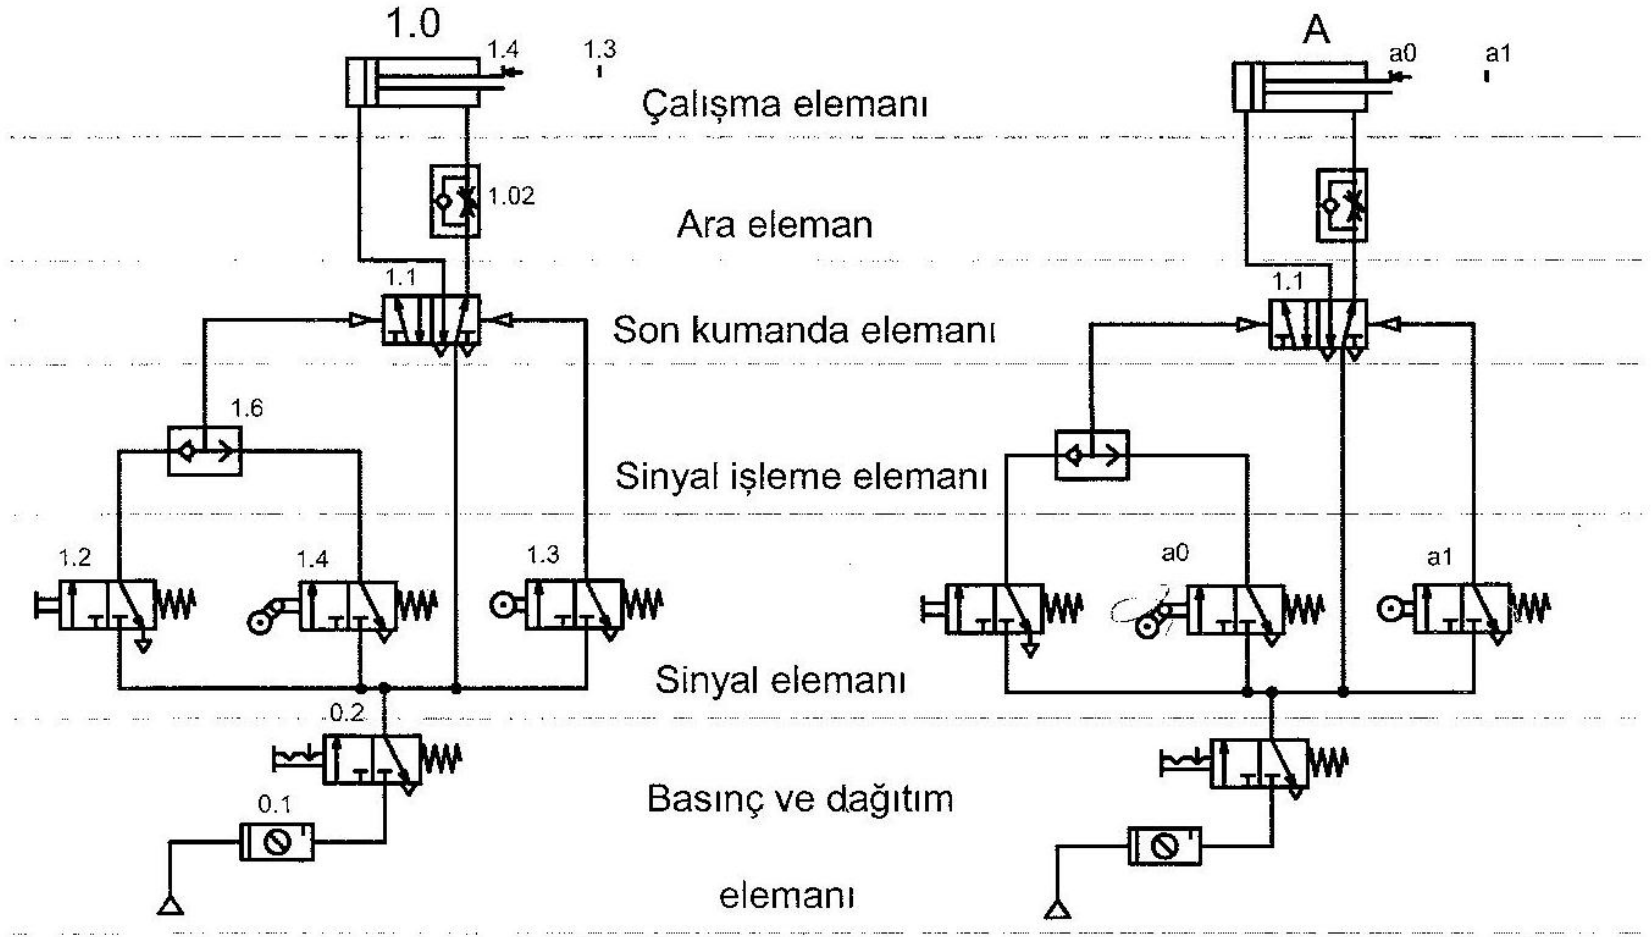 1.0
A
1.4
1.3
a0
a1
Çalışma elemanı
1.02
Ara eleman
1.1
1.1
Son kumanda elemanı
1.6
Sinyal işleme elemanı
1.2
1.4
1.3
a0
a1
Sinyal elemanı
0.2
Basınç ve dağıtım
0.1
elemanı